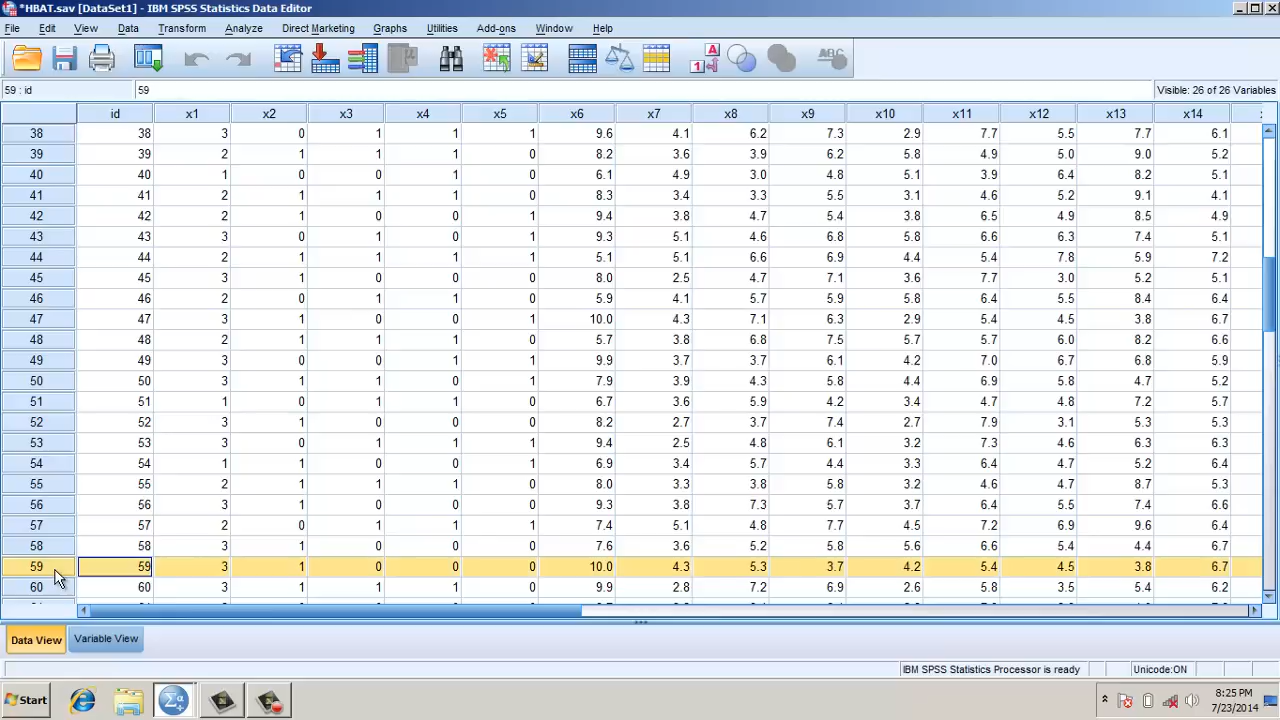 *HBAT.sav [DataSet1] - IBM SPSS Statistics Data Editor
File Edit View Data Transform Analyze Direct Marketing Graphs Utilities Add-ons Window Help
59 : id 59 Visible: 26 of 26 Variables
id x1 x2 x3 x4 x5 x6 x7 x8 x9 x10 x11 x12 x13 x14
38 38 3 0 1 1 1 9.6 4.1 6.2 7.3 2.9 7.7 5.5 7.7 6.1
39 39 2 1 1 1 0 8.2 3.6 3.9 6.2 5.8 4.9 5.0 9.0 5.2
40 40 1 0 0 1 0 6.1 4.9 3.0 4.8 5.1 3.9 6.4 8.2 5.1
41 41 2 1 1 1 0 8.3 3.4 3.3 5.5 3.1 4.6 5.2 9.1 4.1
42 42 2 1 0 0 1 9.4 3.8 4.7 5.4 3.8 6.5 4.9 8.5 4.9
43 43 3 0 1 0 1 9.3 5.1 4.6 6.8 5.8 6.6 6.3 7.4 5.1
44 44 2 1 1 1 0 5.1 5.1 6.6 6.9 4.4 5.4 7.8 5.9 7.2
45 45 3 1 1 0 1 8.0 2.5 4.7 7.1 3.6 7.7 3.0 5.2 5.1
46 46 2 0 1 1 0 5.9 4.1 5.7 5.9 5.8 6.4 5.5 8.4 6.4
47 47 3 1 0 0 1 10.0 4.3 7.1 6.3 2.9 5.4 4.5 3.8 6.7
48 48 2 1 1 1 0 5.7 3.8 6.8 7.5 5.7 5.7 6.0 8.2 6.6
49 49 3 0 0 1 1 9.9 3.7 3.7 6.1 4.2 7.0 6.7 6.8 5.9
50 50 3 1 1 0 1 7.9 3.9 4.3 5.8 4.4 6.9 5.8 4.7 5.2
51 51 1 0 1 1 0 6.7 3.6 5.9 4.2 3.4 4.7 4.8 7.2 5.7
52 52 3 1 0 0 0 8.2 2.7 3.7 7.4 2.7 7.9 3.1 5.3 5.3
53 53 3 0 1 1 1 9.4 2.5 4.8 6.1 3.2 7.3 4.6 6.3 6.3
54 54 1 1 0 0 1 6.9 3.4 5.7 4.4 3.3 6.4 4.7 5.2 6.4
55 55 2 1 1 1 0 8.0 3.3 3.8 5.8 3.2 4.6 4.7 8.7 5.3
56 56 3 1 0 0 0 9.3 3.8 7.3 5.7 3.7 6.4 5.5 7.4 6.6
57 57 2 0 1 1 1 7.4 5.1 4.8 7.7 4.5 7.2 6.9 9.6 6.4
58 58 3 1 0 0 0 7.6 3.6 5.2 5.8 5.6 6.6 5.4 4.4 6.7
59 59 3 1 0 0 0 10.0 4.3 5.3 3.7 4.2 5.4 4.5 3.8 6.7
60 60 3 1 1 0 1 9.9 2.8 7.2 6.9 2.6 5.8 3.5 5.4 6.2
Data View Variable View
IBM SPSS Statistics Processor is ready Unicode:ON
Start 8:25 PM
7/23/2014